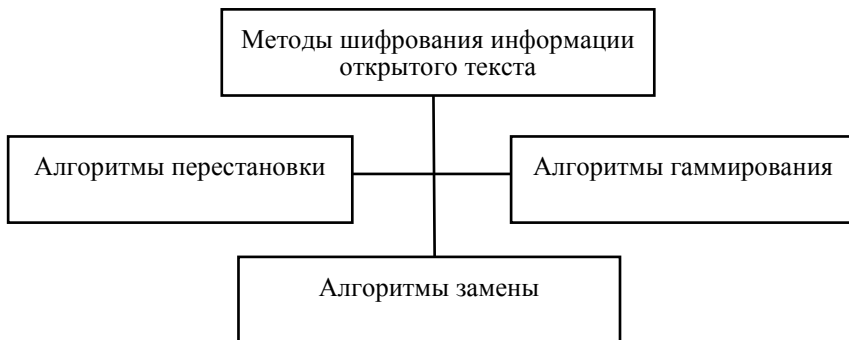 Методы шифрования информации
открытого текста
Алгоритмы перестановки
Алгоритмы гаммирования
Алгоритмы замены